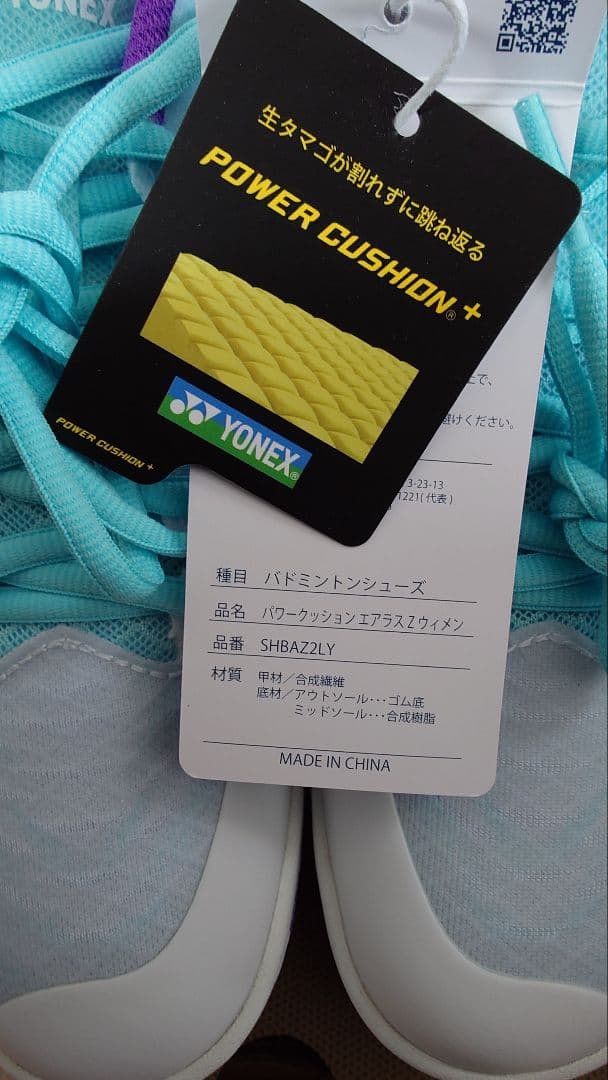 YONEX
生タマゴが割れずに跳ね返る
POWER CUSHION® +
YONEX®
POWER CUSHION +
で、
避けください。
3-23-13
1221(代表)
種目 バドミントンシューズ
品名 パワークッション エアラス Z ウィメン
品番 SHBAZ2LY
材質 甲材／合成繊維
底材／アウトソール･･･ゴム底
ミッドソール･･･合成樹脂
MADE IN CHINA